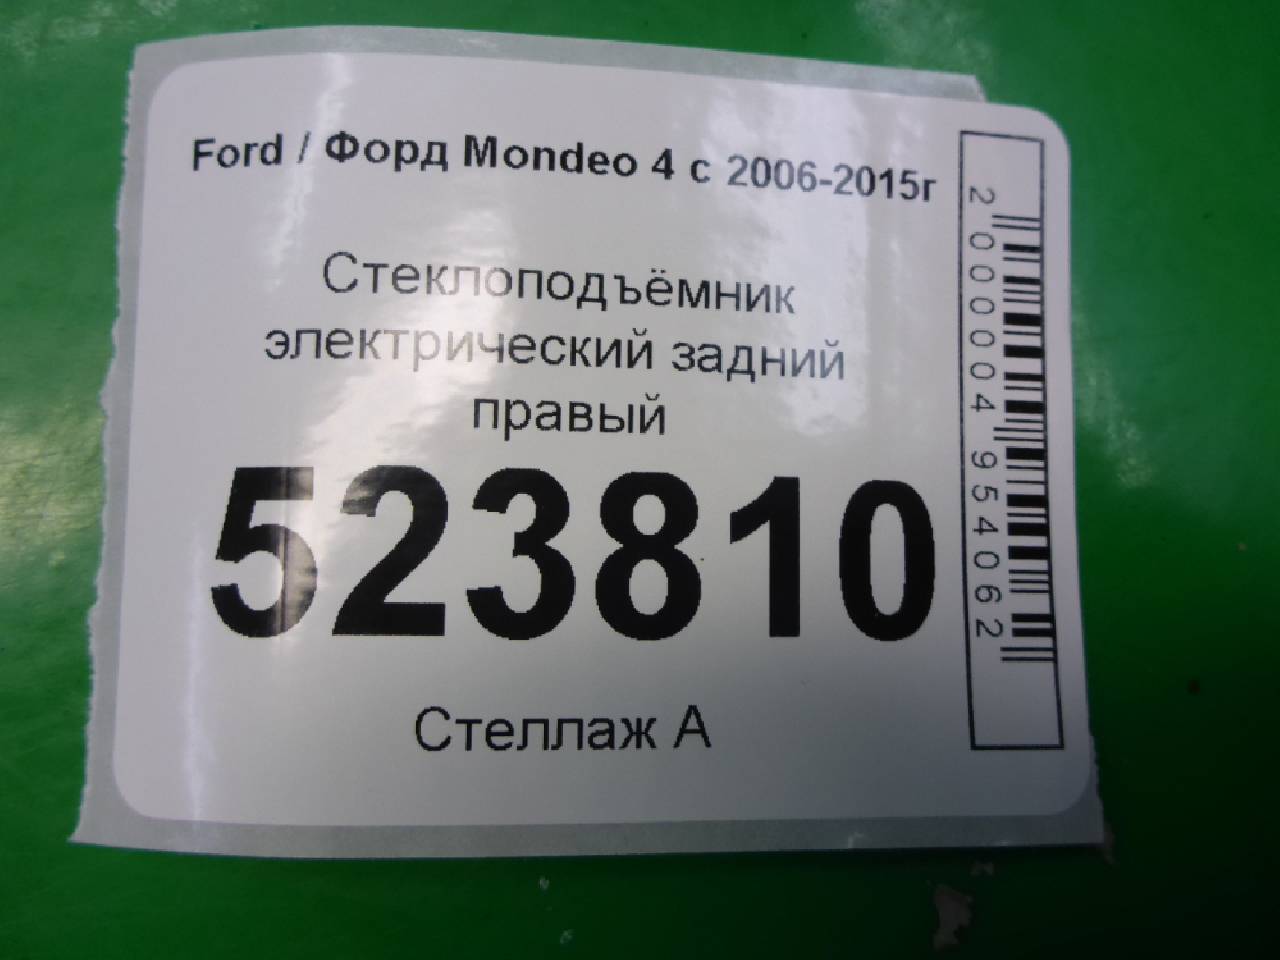 Ford / Форд Mondeo 4 с 2006-2015г
Стеклоподъёмник
электрический задний
правый
523810
Стеллаж А
2000004954062